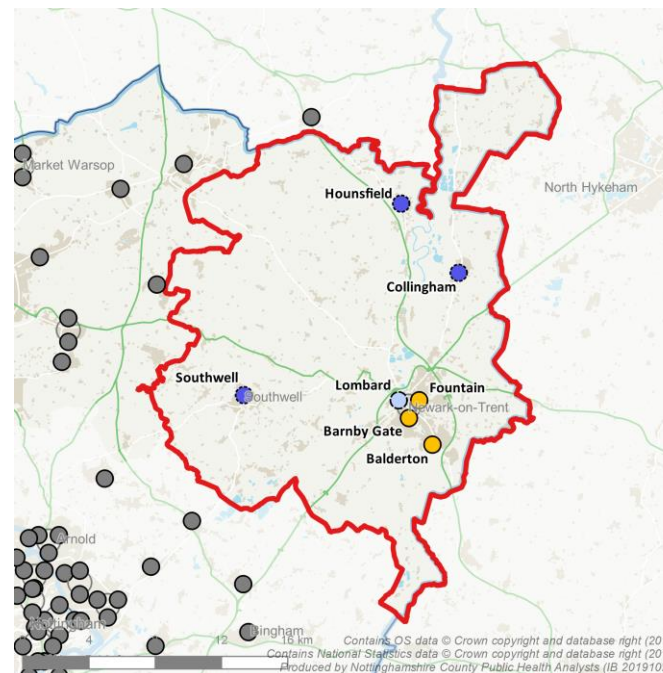 Market Warsop
Hounsfield
North Hykeham
Collingham
Southwell
Southwell
Lombard
Fountain
Newark-on-Trent
Barnby Gate
Balderton
Arnold
Nottingham
Bingham
4
12
16 km
Contains OS data © Crown copyright and database right (20
Contains National Statistics data © Crown copyright and database right (20
Produced by Nottinghamshire County Public Health Analysts (IB 201910